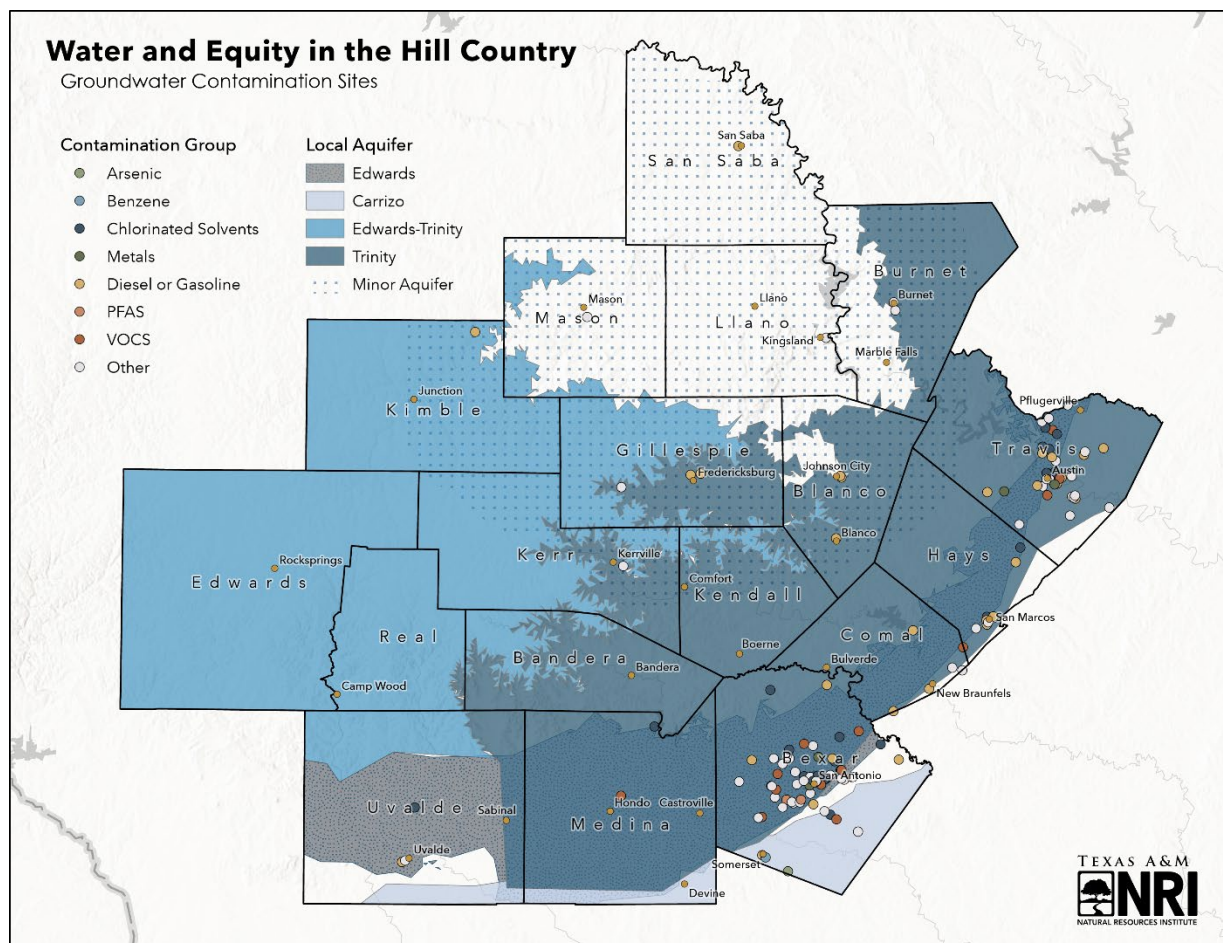 Water and Equity in the Hill Country
Groundwater Contamination Sites
Contamination Group
Arsenic
Benzene
Chlorinated Solvents
Metals
Diesel or Gasoline
PFAS
VOCS
Other
Local Aquifer
Edwards
Carrizo
Edwards-Trinity
Trinity
Minor Aquifer
San Saba
San Saba
Burnet
Burnet
Mason
Mason
Llano
Llano
Kingsland
Marble Falls
Junction
Kimble
Pflugerville
Travis
Austin
Gillespie
Fredericksburg
Johnson City
Blanco
Blanco
Hays
Rocksprings
Edwards
Kerr
Kerrville
Comfort
Kendall
Real
Camp Wood
Bandera
Bandera
Boerne
Comal
Bulverde
San Marcos
New Braunfels
Bexar
San Antonio
Uvalde
Sabinal
Uvalde
Hondo
Castroville
Medina
Somerset
Devine
TEXAS A&M
NRI
NATURAL RESOURCES INSTITUTE